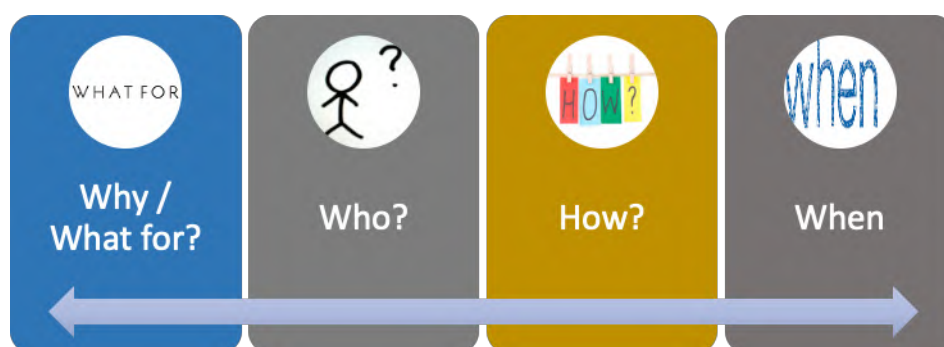 WHAT FOR
Why /
What for?
?
Who?
HOW?
How?
when
When